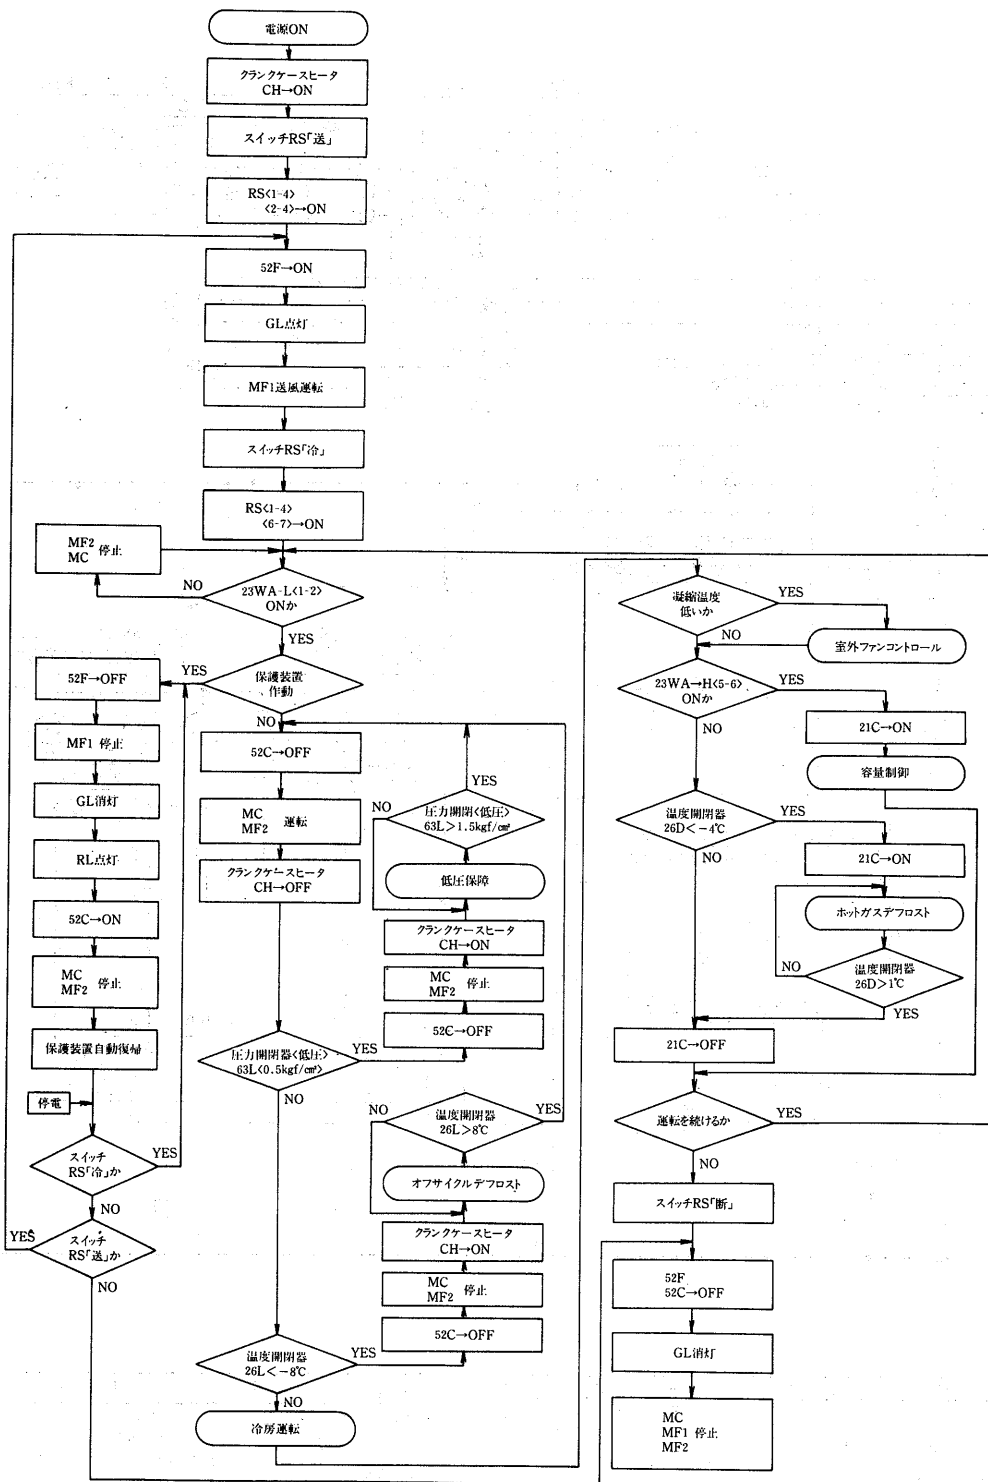 電源ON
クランクケースヒータ
CH→ON
スイッチRS「送」
RS<1-4>
<2-4>→ON
52F→ON
GL点灯
MF1送風運転
スイッチRS「冷」
RS<1-4>
<6-7>→ON
MF2
MC 停止
NO
23WA-L<1-2>
ONか
YES
保護装置
作動
YES
NO
52F→OFF
MF1 停止
GL消灯
RL点灯
52C→ON
MC
MF2 停止
保護装置自動復帰
停電
スイッチ
RS「冷」か
YES
NO
スイッチ
RS「送」か
YES
NO
52C→OFF
MC
MF2 運転
クランクケースヒータ
CH→OFF
圧力開閉器<低圧>
63L<0.5kgf/c㎡
YES
NO
52C→OFF
MC
MF2 停止
クランクケースヒータ
CH→ON
低圧保障
圧力開閉<低圧>
63L>1.5kgf/c㎡
NO
YES
温度開閉器
26L<-8℃
YES
NO
52C→OFF
MC
MF2 停止
クランクケースヒータ
CH→ON
オフサイクルデフロスト
温度開閉器
26L>8℃
NO
YES
冷房運転
凝縮温度
低いか
YES
NO
室外ファンコントロール
23WA→H<5-6>
ONか
YES
NO
21C→ON
容量制御
温度開閉器
26D<-4℃
YES
NO
21C→ON
ホットガスデフロスト
温度開閉器
26D>1℃
NO
YES
21C→OFF
運転を続けるか
YES
NO
スイッチRS「断」
52F
52C→OFF
GL消灯
MC
MF1 停止
MF2